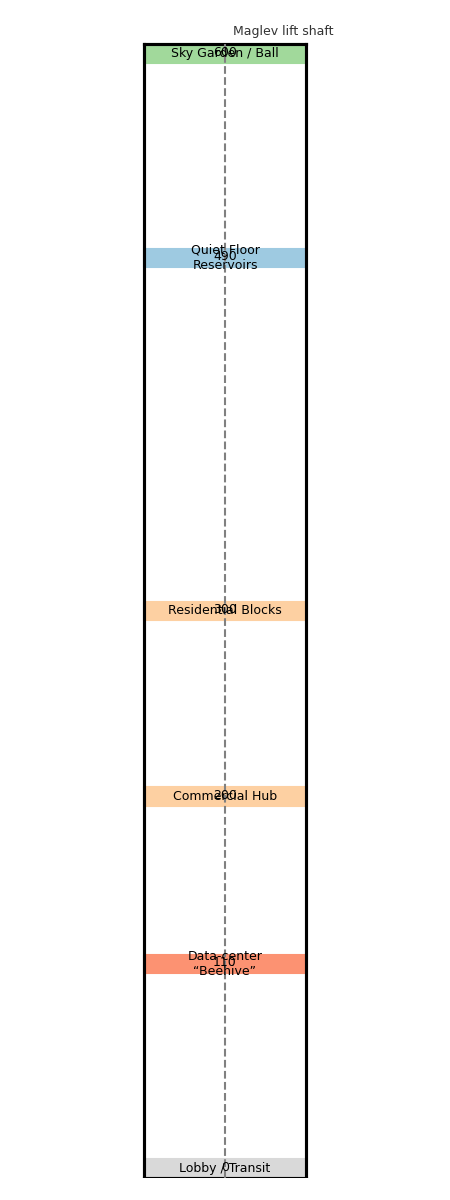 Maglev lift shaft
600
Sky Garden / Ball
Quiet Floor
490
Reservoirs
300
Residential Blocks
200
Commercial Hub
Data-center
110
“Beehive”
0
Lobby / Transit